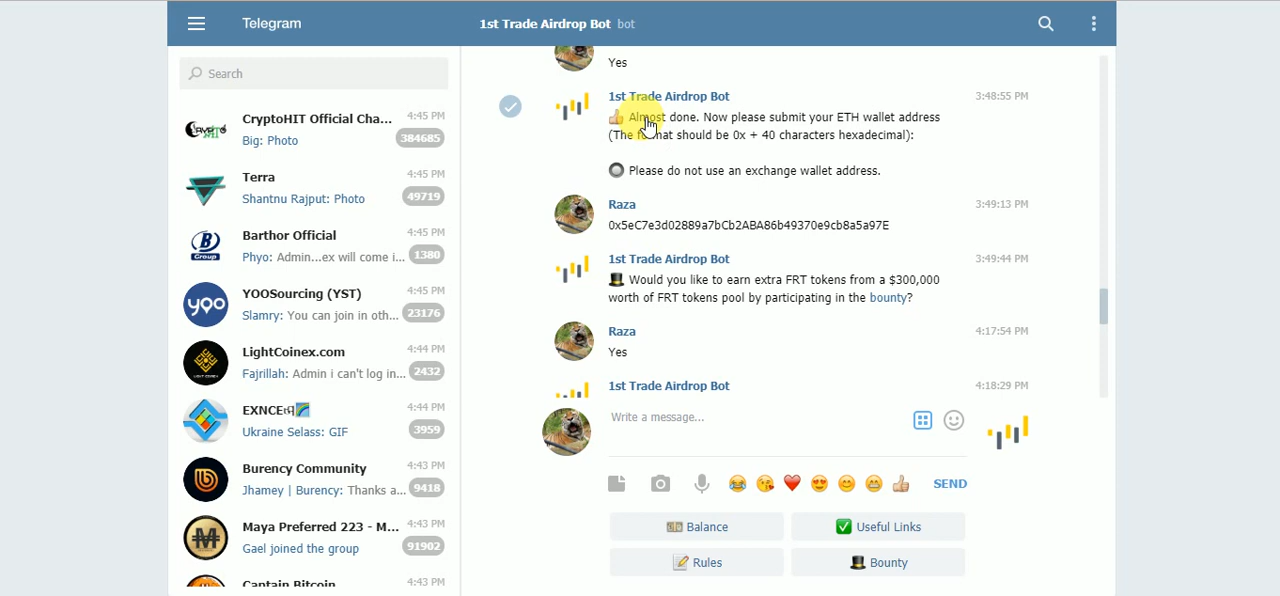 Telegram
1st Trade Airdrop Bot bot
Search
CryptoHIT Official Cha... 4:45 PM
Big: Photo 384685
Terra 4:45 PM
Shantnu Rajput: Photo 49719
Barthor Official 4:45 PM
Phyo: Admin...ex will come i... 1380
YOOSourcing (YST) 4:45 PM
Slamry: You can join in oth... 23176
LightCoinex.com 4:44 PM
Fajrillah: Admin i can't log in... 2432
4:44 PM
Ukraine Selass: GIF 3959
Burency Community 4:43 PM
Jhamey | Burency: Thanks a... 9418
Maya Preferred 223 - M... 4:43 PM
Gael joined the group 91902
Captain Bitcoin 4:43 PM
Yes
1st Trade Airdrop Bot 3:48:55 PM
👍 Almost done. Now please submit your ETH wallet address
(The format should be 0x + 40 characters hexadecimal):
🔘 Please do not use an exchange wallet address.
Raza 3:49:13 PM
0x5eC7e3d02889a7bCb2ABA86b49370e9cb8a5a97E
1st Trade Airdrop Bot 3:49:44 PM
🎩 Would you like to earn extra FRT tokens from a $300,000
worth of FRT tokens pool by participating in the bounty?
Raza 4:17:54 PM
Yes
1st Trade Airdrop Bot 4:18:29 PM
Write a message...
SEND
💵 Balance
✅ Useful Links
📝 Rules
🎩 Bounty